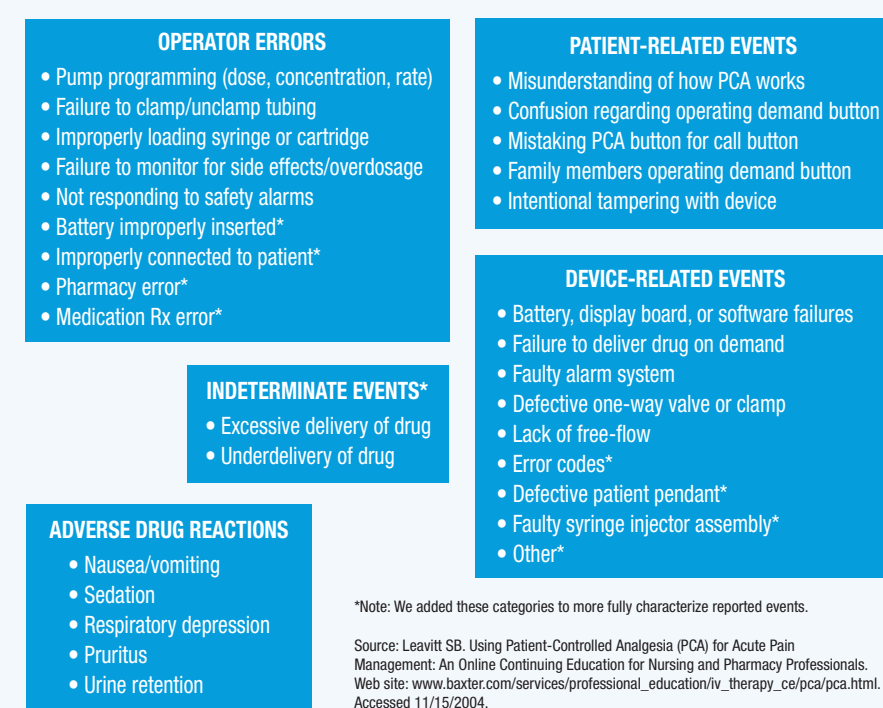 OPERATOR ERRORS
• Pump programming (dose, concentration, rate)
• Failure to clamp/unclamp tubing
• Improperly loading syringe or cartridge
• Failure to monitor for side effects/overdosage
• Not responding to safety alarms
• Battery improperly inserted*
• Improperly connected to patient*
• Pharmacy error*
• Medication Rx error*
PATIENT-RELATED EVENTS
• Misunderstanding of how PCA works
• Confusion regarding operating demand button
• Mistaking PCA button for call button
• Family members operating demand button
• Intentional tampering with device
DEVICE-RELATED EVENTS
• Battery, display board, or software failures
• Failure to deliver drug on demand
• Faulty alarm system
• Defective one-way valve or clamp
• Lack of free-flow
• Error codes*
• Defective patient pendant*
• Faulty syringe injector assembly*
• Other*
INDETERMINATE EVENTS*
• Excessive delivery of drug
• Underdelivery of drug
ADVERSE DRUG REACTIONS
• Nausea/vomiting
• Sedation
• Respiratory depression
• Pruritus
• Urine retention
*Note: We added these categories to more fully characterize reported events.
Source: Leavitt SB. Using Patient-Controlled Analgesia (PCA) for Acute Pain
Management: An Online Continuing Education for Nursing and Pharmacy Professionals.
Web site: www.baxter.com/services/professional_education/iv_therapy_ce/pca/pca.html.
Accessed 11/15/2004.